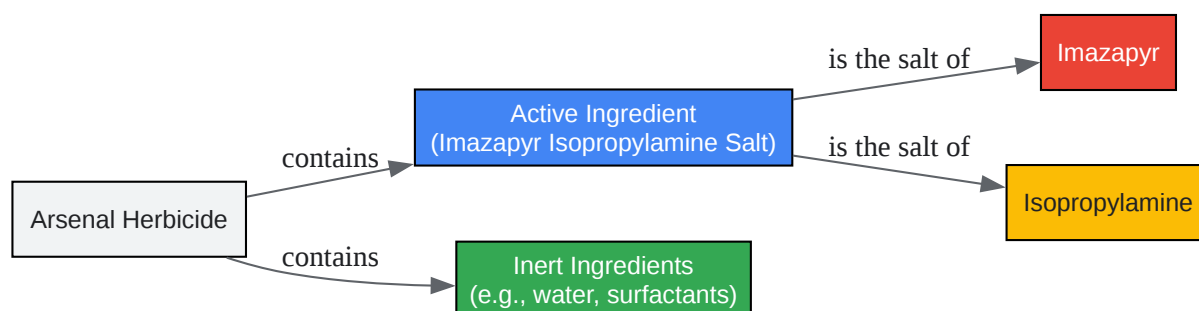 Arsenal Herbicide
contains
contains
Active Ingredient
(Imazapyr Isopropylamine Salt)
Inert Ingredients
(e.g., water, surfactants)
is the salt of
is the salt of
Imazapyr
Isopropylamine